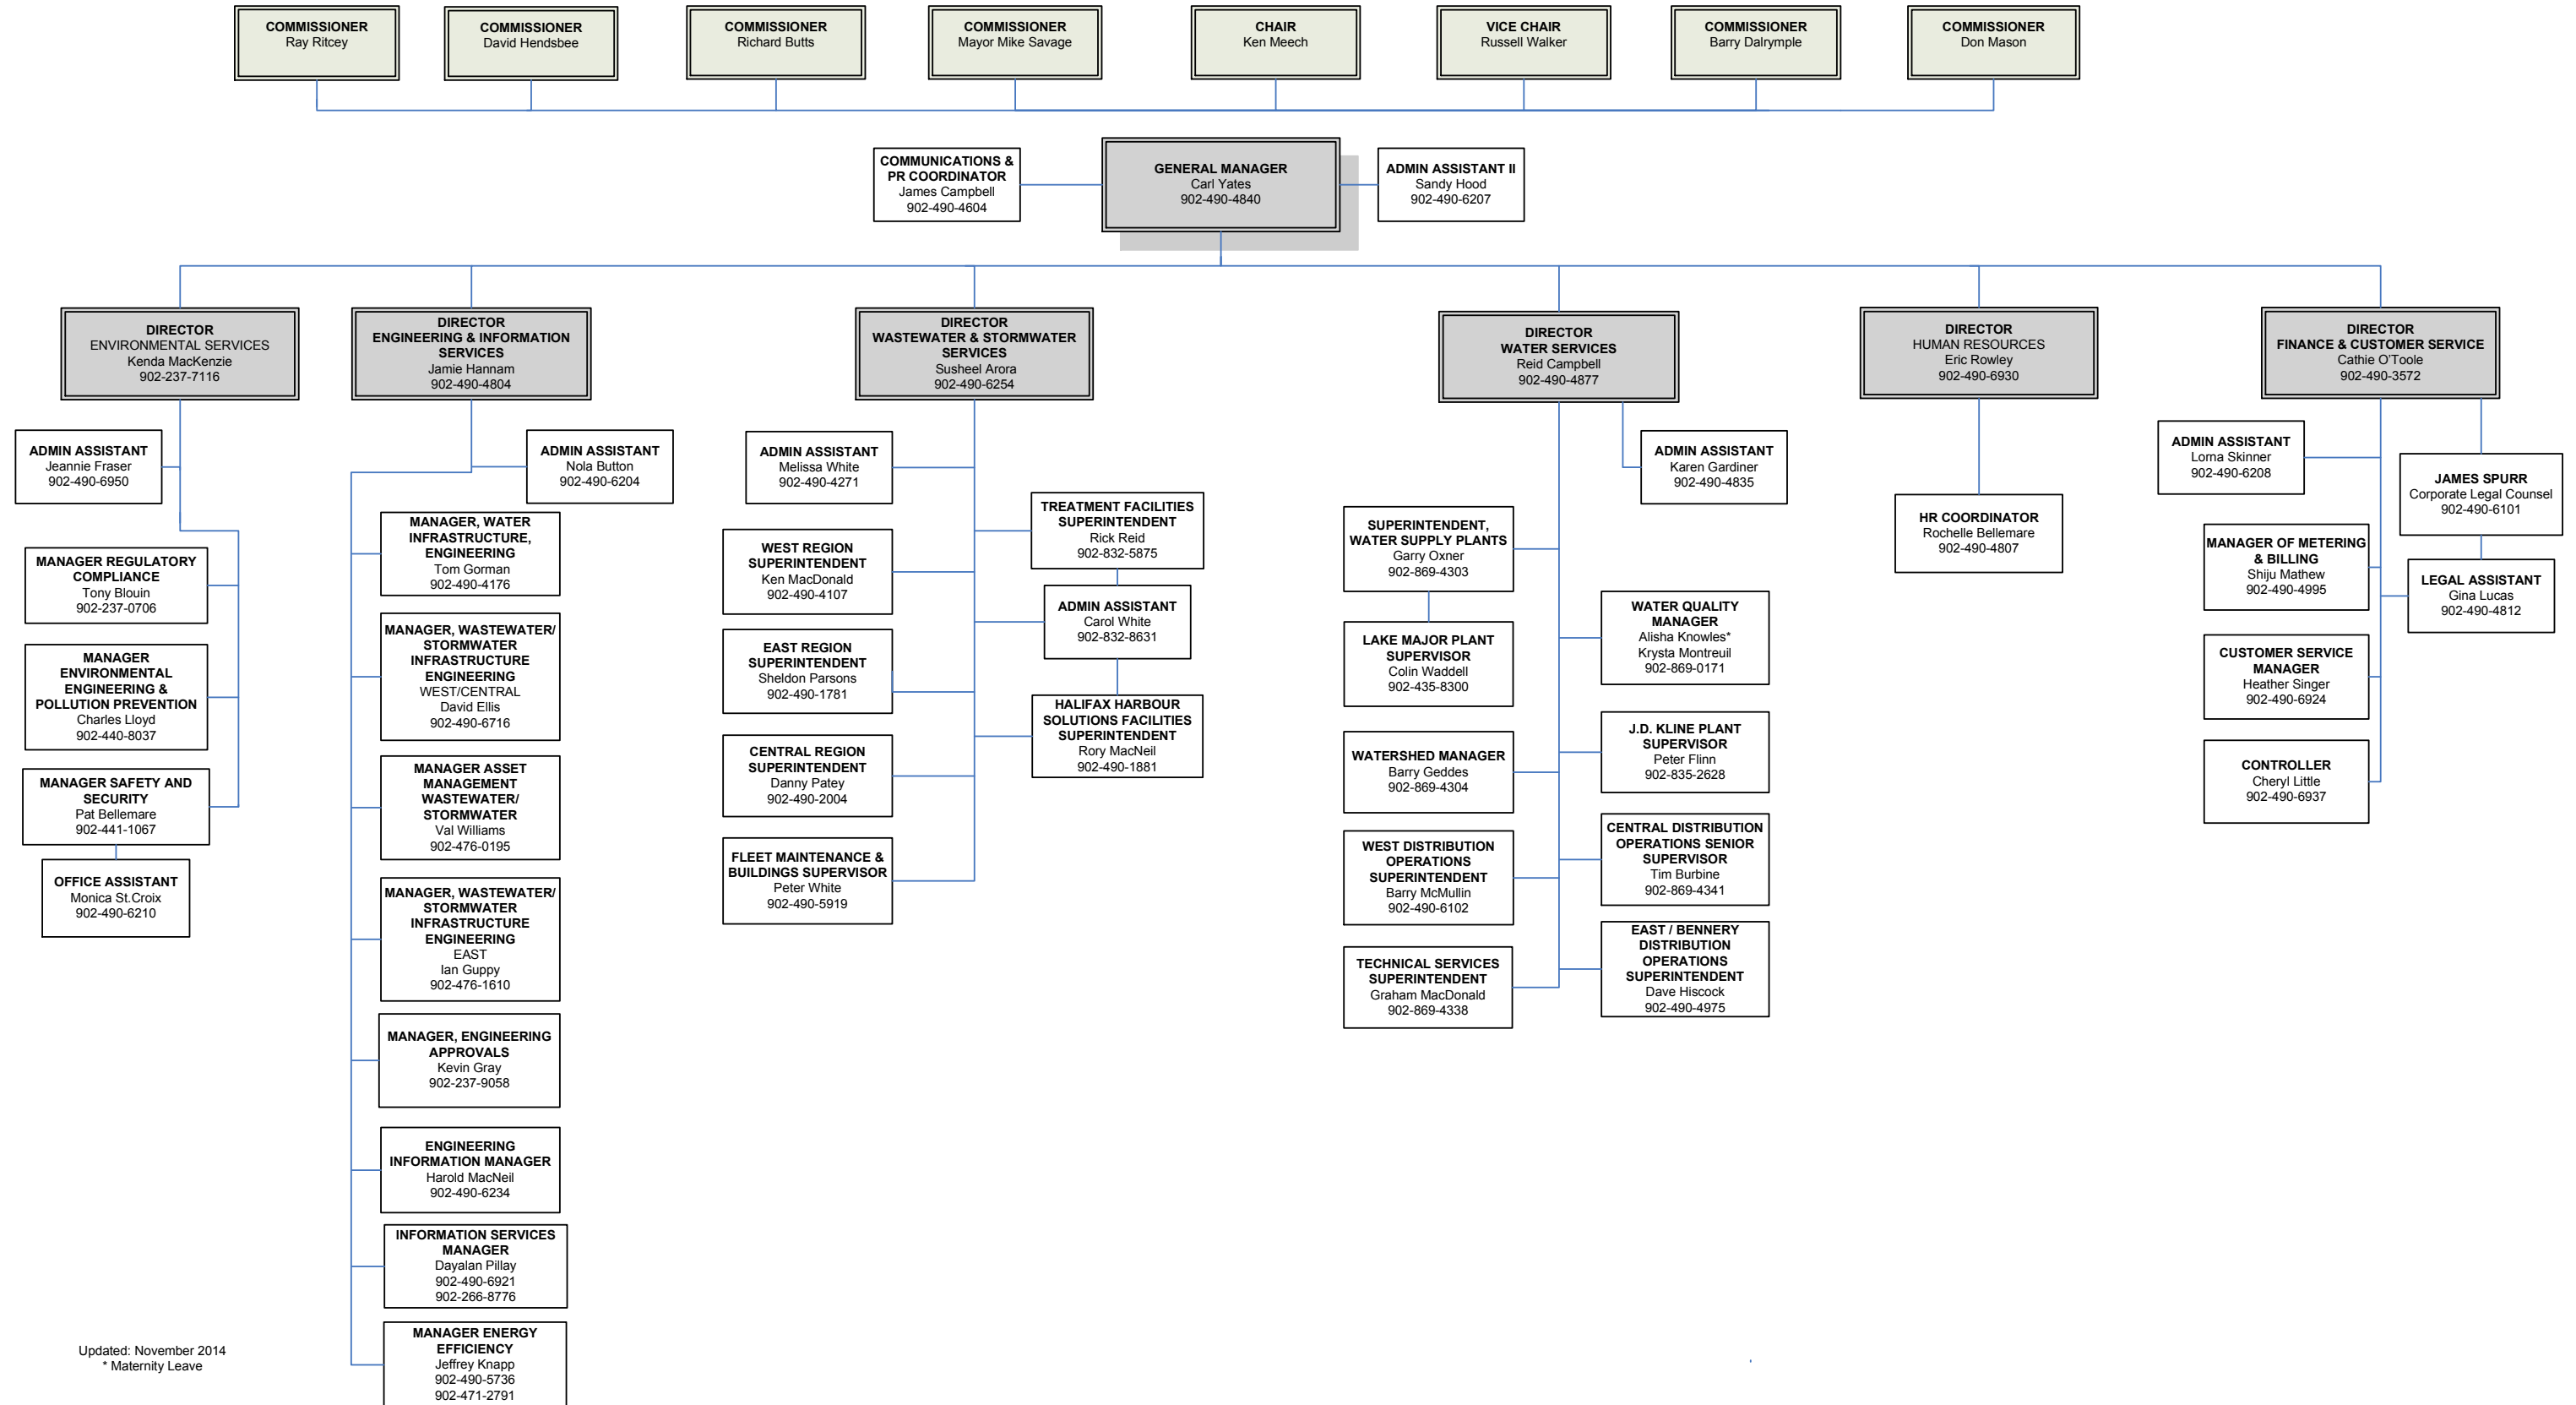 COMMISSIONER
Ray Ritcey
COMMISSIONER
David Hendsbee
COMMISSIONER
Richard Butts
COMMISSIONER
Mayor Mike Savage
CHAIR
Ken Meech
VICE CHAIR
Russell Walker
COMMISSIONER
Barry Dalrymple
COMMISSIONER
Don Mason
COMMUNICATIONS &
PR COORDINATOR
James Campbell
902-490-4604
GENERAL MANAGER
Carl Yates
902-490-4840
ADMIN ASSISTANT II
Sandy Hood
902-490-6207
DIRECTOR
ENVIRONMENTAL SERVICES
Kenda MacKenzie
902-237-7116
DIRECTOR
ENGINEERING & INFORMATION
SERVICES
Jamie Hannam
902-490-4804
DIRECTOR
WASTEWATER & STORMWATER
SERVICES
Susheel Arora
902-490-6254
DIRECTOR
WATER SERVICES
Reid Campbell
902-490-4877
DIRECTOR
HUMAN RESOURCES
Eric Rowley
902-490-6930
DIRECTOR
FINANCE & CUSTOMER SERVICE
Cathie O'Toole
902-490-3572
ADMIN ASSISTANT
Jeannie Fraser
902-490-6950
MANAGER REGULATORY
COMPLIANCE
Tony Blouin
902-237-0706
MANAGER
ENVIRONMENTAL
ENGINEERING &
POLLUTION PREVENTION
Charles Lloyd
902-440-8037
MANAGER SAFETY AND
SECURITY
Pat Bellemare
902-441-1067
OFFICE ASSISTANT
Monica St.Croix
902-490-6210
ADMIN ASSISTANT
Nola Button
902-490-6204
MANAGER, WATER
INFRASTRUCTURE,
ENGINEERING
Tom Gorman
902-490-4176
MANAGER, WASTEWATER/
STORMWATER
INFRASTRUCTURE
ENGINEERING
WEST/CENTRAL
David Ellis
902-490-6716
MANAGER ASSET
MANAGEMENT
WASTEWATER/
STORMWATER
Val Williams
902-476-0195
MANAGER, WASTEWATER/
STORMWATER
INFRASTRUCTURE
ENGINEERING
EAST
Ian Guppy
902-476-1610
MANAGER, ENGINEERING
APPROVALS
Kevin Gray
902-237-9058
ENGINEERING
INFORMATION MANAGER
Harold MacNeil
902-490-6234
INFORMATION SERVICES
MANAGER
Dayalan Pillay
902-490-6921
902-266-8776
MANAGER ENERGY
EFFICIENCY
Jeffrey Knapp
902-490-5736
902-471-2791
ADMIN ASSISTANT
Melissa White
902-490-4271
WEST REGION
SUPERINTENDENT
Ken MacDonald
902-490-4107
EAST REGION
SUPERINTENDENT
Sheldon Parsons
902-490-1781
CENTRAL REGION
SUPERINTENDENT
Danny Patey
902-490-2004
FLEET MAINTENANCE &
BUILDINGS SUPERVISOR
Peter White
902-490-5919
TREATMENT FACILITIES
SUPERINTENDENT
Rick Reid
902-832-5875
ADMIN ASSISTANT
Carol White
902-832-8631
HALIFAX HARBOUR
SOLUTIONS FACILITIES
SUPERINTENDENT
Rory MacNeil
902-490-1881
ADMIN ASSISTANT
Karen Gardiner
902-490-4835
SUPERINTENDENT,
WATER SUPPLY PLANTS
Garry Oxner
902-869-4303
LAKE MAJOR PLANT
SUPERVISOR
Colin Waddell
902-435-8300
WATERSHED MANAGER
Barry Geddes
902-869-4304
WEST DISTRIBUTION
OPERATIONS
SUPERINTENDENT
Barry McMullin
902-490-6102
TECHNICAL SERVICES
SUPERINTENDENT
Graham MacDonald
902-869-4338
WATER QUALITY
MANAGER
Alisha Knowles*
Krysta Montreuil
902-869-0171
J.D. KLINE PLANT
SUPERVISOR
Peter Flinn
902-835-2628
CENTRAL DISTRIBUTION
OPERATIONS SENIOR
SUPERVISOR
Tim Burbine
902-869-4341
EAST / BENNERY
DISTRIBUTION
OPERATIONS
SUPERINTENDENT
Dave Hiscock
902-490-4975
HR COORDINATOR
Rochelle Bellemare
902-490-4807
ADMIN ASSISTANT
Lorna Skinner
902-490-6208
JAMES SPURR
Corporate Legal Counsel
902-490-6101
MANAGER OF METERING
& BILLING
Shiju Mathew
902-490-4995
LEGAL ASSISTANT
Gina Lucas
902-490-4812
CUSTOMER SERVICE
MANAGER
Heather Singer
902-490-6924
CONTROLLER
Cheryl Little
902-490-6937
Updated: November 2014
* Maternity Leave